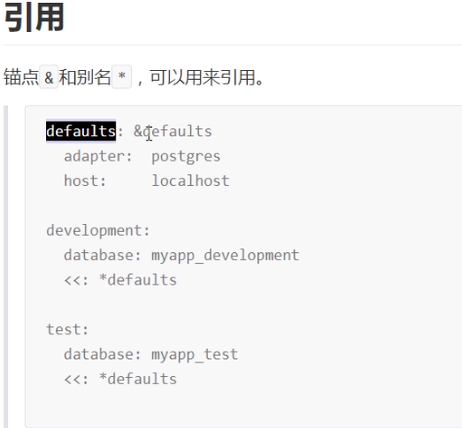 引用
锚点 & 和别名 * ，可以用来引用。
defaults: &defaults
  adapter:  postgres
  host:     localhost

development:
  database: myapp_development
  <<: *defaults

test:
  database: myapp_test
  <<: *defaults